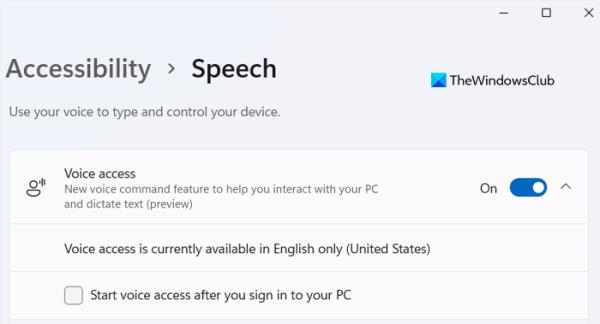 Accessibility > Speech
TheWindowsClub
Use your voice to type and control your device.
Voice access
New voice command feature to help you interact with your PC
and dictate text (preview)
On
Voice access is currently available in English only (United States)
Start voice access after you sign in to your PC